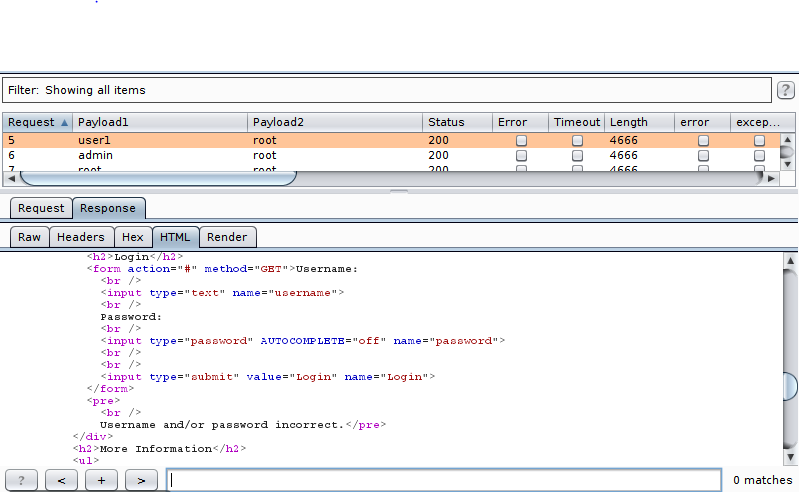 Filter: Showing all items
?
Request Payload1 Payload2 Status Error Timeout Length error excep...
5 user1 root 200 4666
6 admin root 200 4666
7 root root 200 4666
Request Response
Raw Headers Hex HTML Render
<h2>Login</h2>
<form action="#" method="GET">Username:
<br />
<input type="text" name="username">
<br />
Password:
<br />
<input type="password" AUTOCOMPLETE="off" name="password">
<br />
<br />
<input type="submit" value="Login" name="Login">
</form>
<pre>
<br />
Username and/or password incorrect.</pre>
</div>
<h2>More Information</h2>
<ul>
? < + > 0 matches